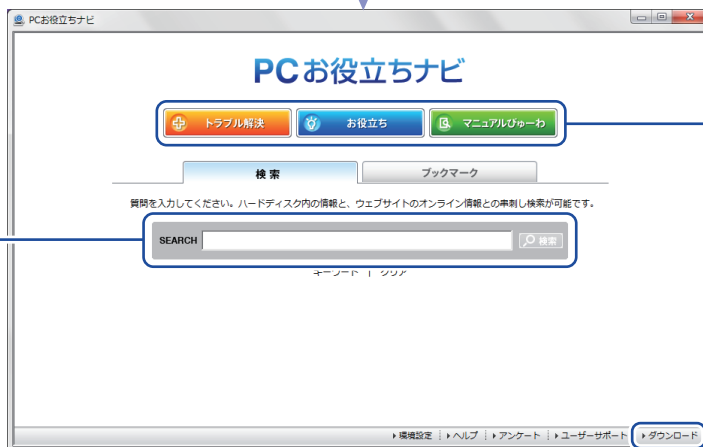 PCお役立ちナビ
PCお役立ちナビ
トラブル解決 お役立ち マニュアルびゅーわ
検索 ブックマーク
質問を入力してください。ハードディスク内の情報と、ウェブサイトのオンライン情報との串刺し検索が可能です。
SEARCH 検索
キーワード | クリア
環境設定 | ヘルプ | アンケート | ユーザーサポート | ダウンロード